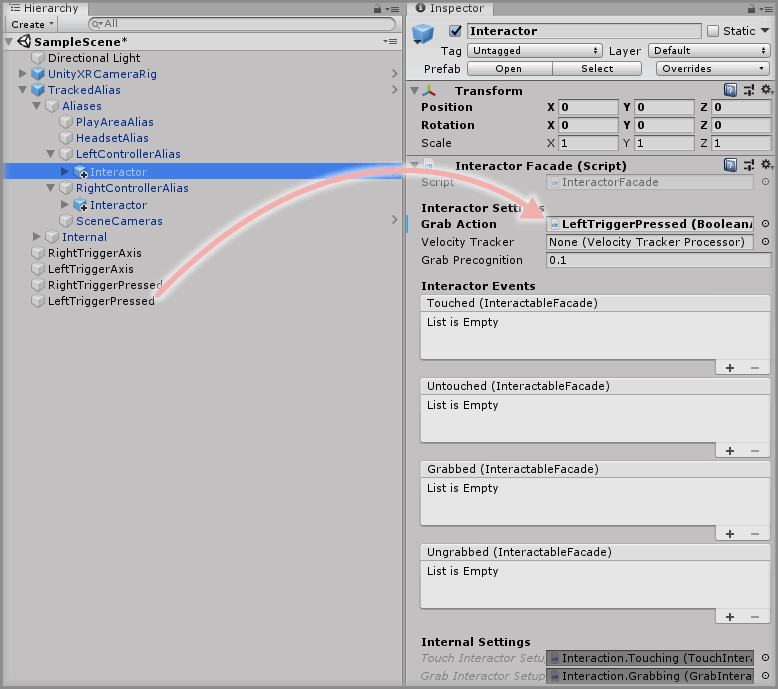 Hierarchy
Create
All
SampleScene*
Directional Light
UnityXRCameraRig
TrackedAlias
Aliases
PlayAreaAlias
HeadsetAlias
LeftControllerAlias
Interactor
RightControllerAlias
Interactor
SceneCameras
Internal
RightTriggerAxis
LeftTriggerAxis
RightTriggerPressed
LeftTriggerPressed
Inspector
Interactor
Static
Tag Untagged Layer Default
Prefab Open Select Overrides
Transform
Position X 0 Y 0 Z 0
Rotation X 0 Y 0 Z 0
Scale X 1 Y 1 Z 1
Interactor Facade (Script)
Script InteractorFacade
Interactor Settings
Grab Action LeftTriggerPressed (BooleanA
Velocity Tracker None (Velocity Tracker Processor)
Grab Precognition 0.1
Interactor Events
Touched (InteractableFacade)
List is Empty
+ −
Untouched (InteractableFacade)
List is Empty
+ −
Grabbed (InteractableFacade)
List is Empty
+ −
Ungrabbed (InteractableFacade)
List is Empty
+ −
Internal Settings
Touch Interactor Setup Interaction.Touching (TouchIntera
Grab Interactor Setup Interaction.Grabbing (GrabIntera